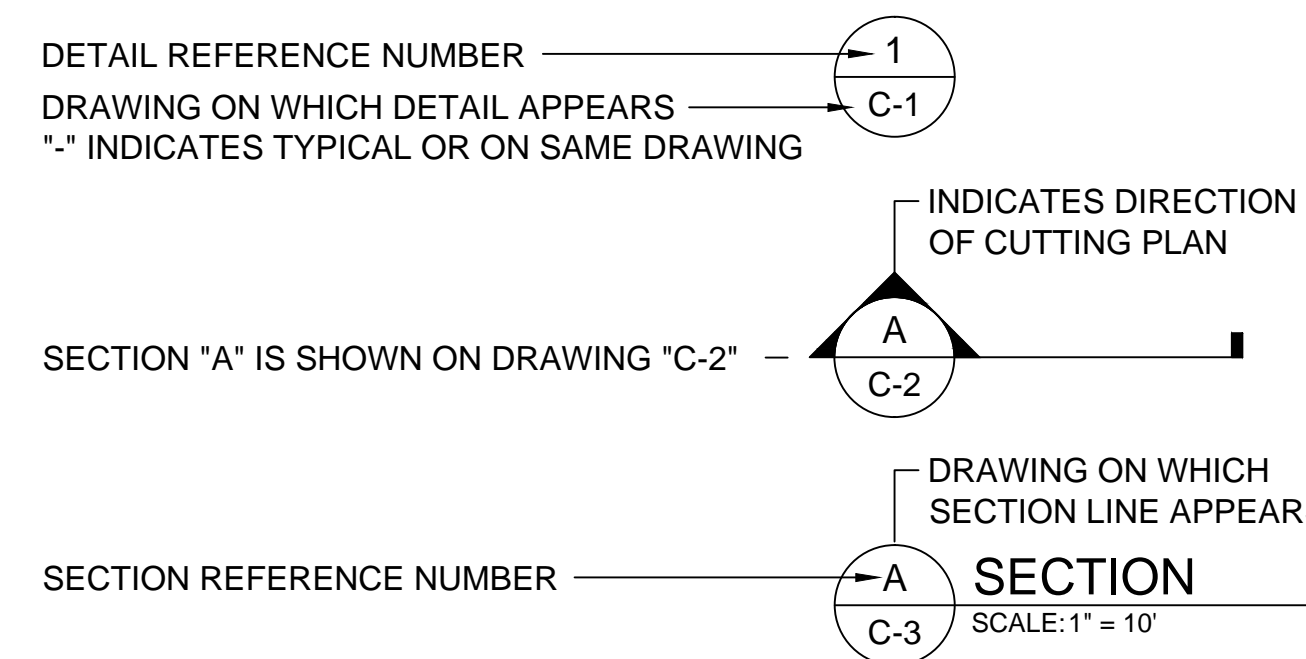 DETAIL REFERENCE NUMBER
1
DRAWING ON WHICH DETAIL APPEARS
C-1
"-" INDICATES TYPICAL OR ON SAME DRAWING
INDICATES DIRECTION
OF CUTTING PLAN
A
SECTION "A" IS SHOWN ON DRAWING "C-2"
C-2
DRAWING ON WHICH
SECTION LINE APPEARS
SECTION REFERENCE NUMBER
A
SECTION
C-3
SCALE: 1" = 10'